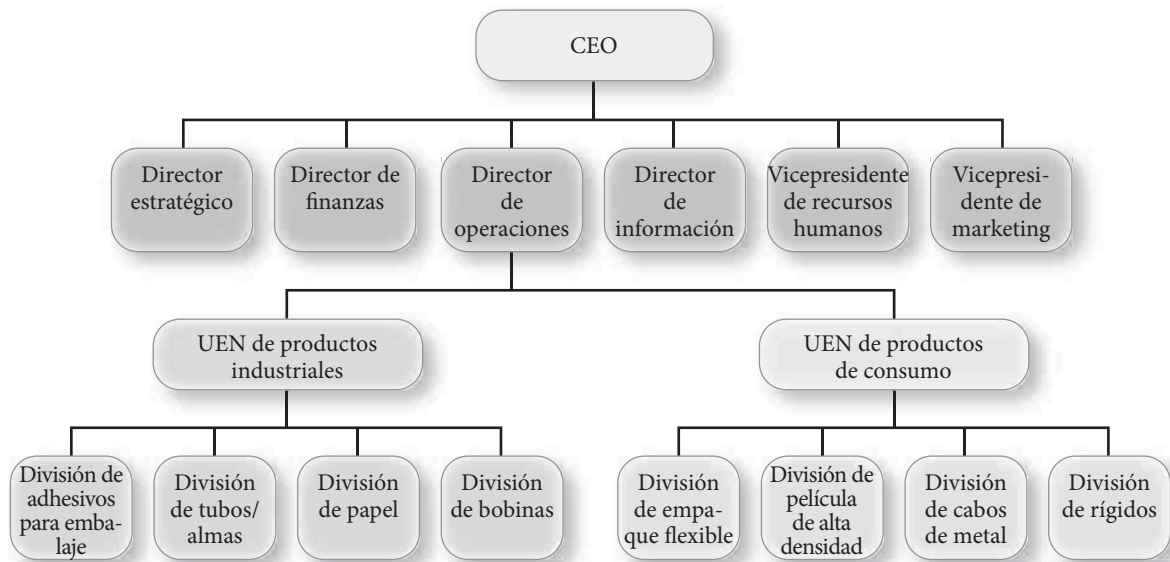 CEO
Director
estratégico
Director de
finanzas
Director
de
operaciones
Director
de
información
Vicepresidente
de recursos
humanos
Vicepresi-
dente de
marketing
UEN de productos
industriales
UEN de productos
de consumo
División de
adhesivos
para emba-
laje
División
de tubos/
almas
División
de papel
División
de bobinas
División
de empa-
que flexible
División de
película
de alta
densidad
División
de cabos
de metal
División
de rígidos